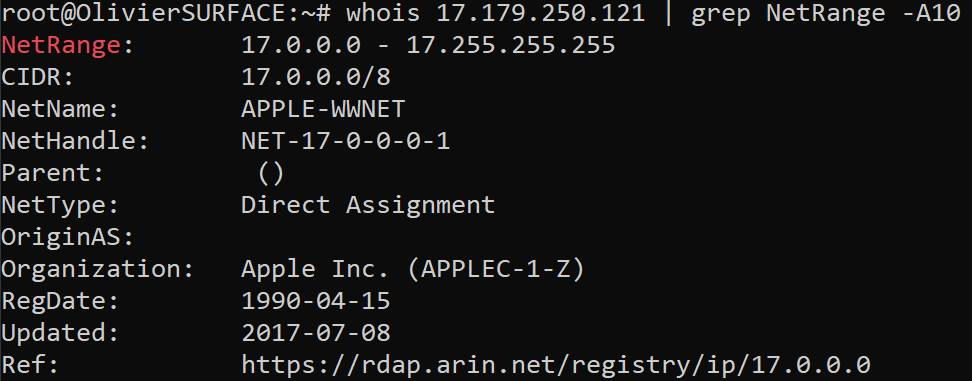 root@OlivierSURFACE:~# whois 17.179.250.121 | grep NetRange -A10
NetRange:       17.0.0.0 - 17.255.255.255
CIDR:           17.0.0.0/8
NetName:        APPLE-WWNET
NetHandle:      NET-17-0-0-0-1
Parent:          ()
NetType:        Direct Assignment
OriginAS:
Organization:   Apple Inc. (APPLEC-1-Z)
RegDate:        1990-04-15
Updated:        2017-07-08
Ref:            https://rdap.arin.net/registry/ip/17.0.0.0